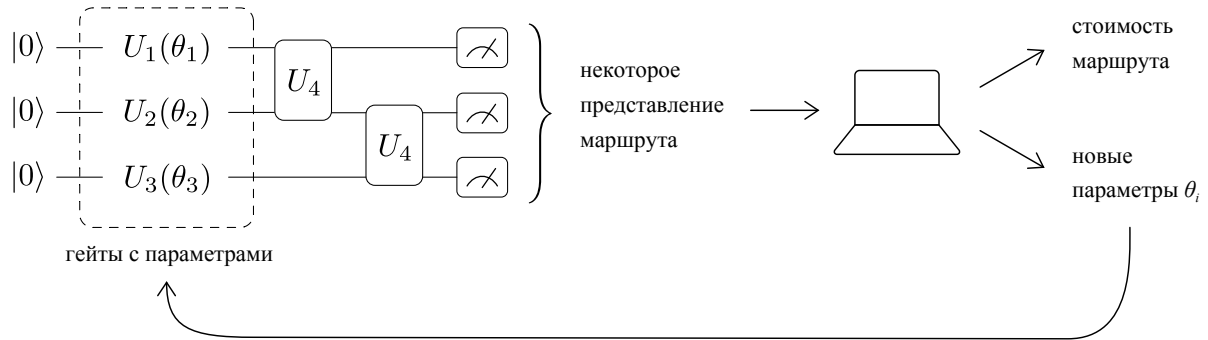 |0⟩ U₁(θ₁)
|0⟩ U₂(θ₂)
|0⟩ U₃(θ₃)
U₄
U₄
гейты с параметрами
некоторое
представление
маршрута
стоимость
маршрута
новые
параметры θᵢ